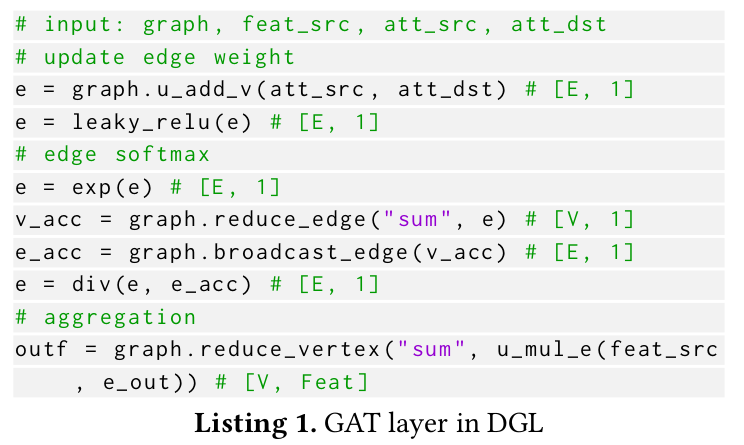 # input: graph, feat_src, att_src, att_dst
# update edge weight
e = graph.u_add_v(att_src, att_dst) # [E, 1]
e = leaky_relu(e) # [E, 1]
# edge softmax
e = exp(e) # [E, 1]
v_acc = graph.reduce_edge("sum", e) # [V, 1]
e_acc = graph.broadcast_edge(v_acc) # [E, 1]
e = div(e, e_acc) # [E, 1]
# aggregation
outf = graph.reduce_vertex("sum", u_mul_e(feat_src
, e_out)) # [V, Feat]
Listing 1. GAT layer in DGL